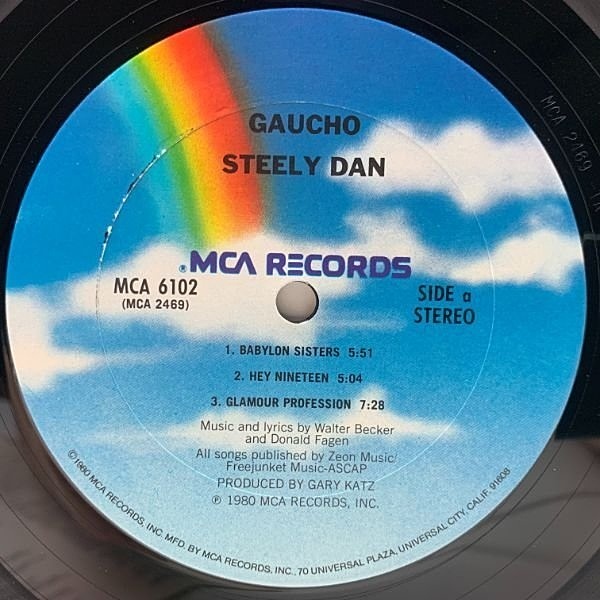 GAUCHO
STEELY DAN
®MCA RECORDS
MCA 6102
(MCA 2469)
SIDE a
STEREO
1. BABYLON SISTERS 5:51
2. HEY NINETEEN 5:04
3. GLAMOUR PROFESSION 7:28
Music and lyrics by Walter Becker
and Donald Fagen
All songs published by Zeon Music/
Freejunket Music-ASCAP
PRODUCED BY GARY KATZ
℗ 1980 MCA RECORDS, INC.
©1980 MCA RECORDS, INC. MFD. BY MCA RECORDS, INC., 70 UNIVERSAL PLAZA, UNIVERSAL CITY, CALIF. 91608
MCA 2469